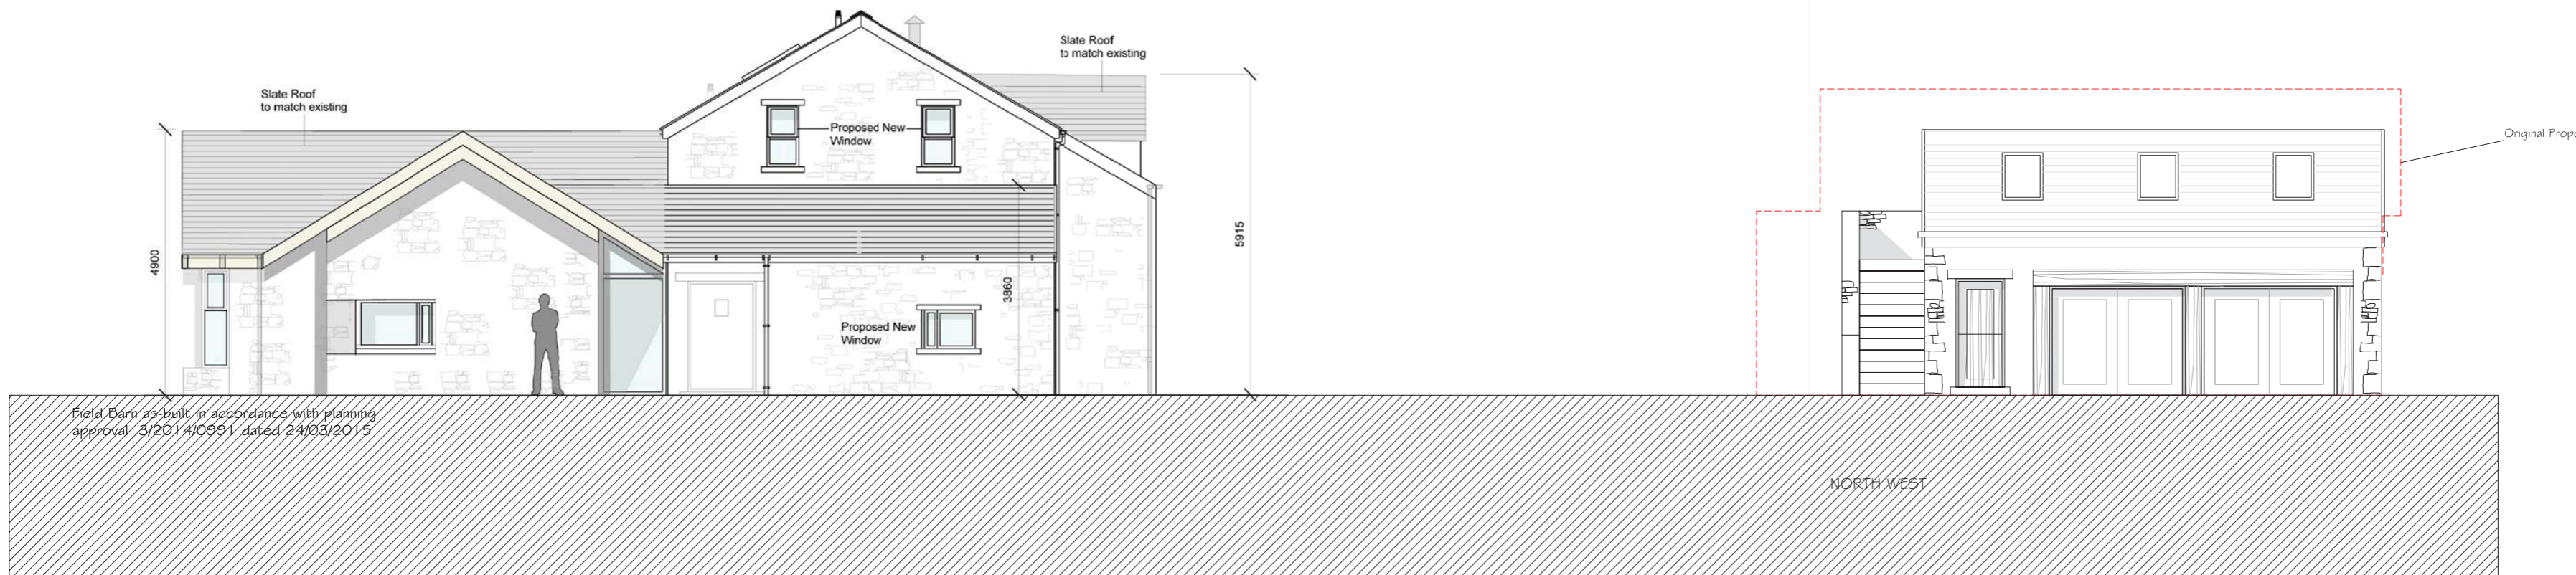 Slate Roof
to match existing
Slate Roof
to match existing
Proposed New
Window
Original
4900
5915
3860
Proposed New
Window
Field Barn as-built in accordance with planning
approval 3/2014/0991 dated 24/03/2015
NORTH WEST